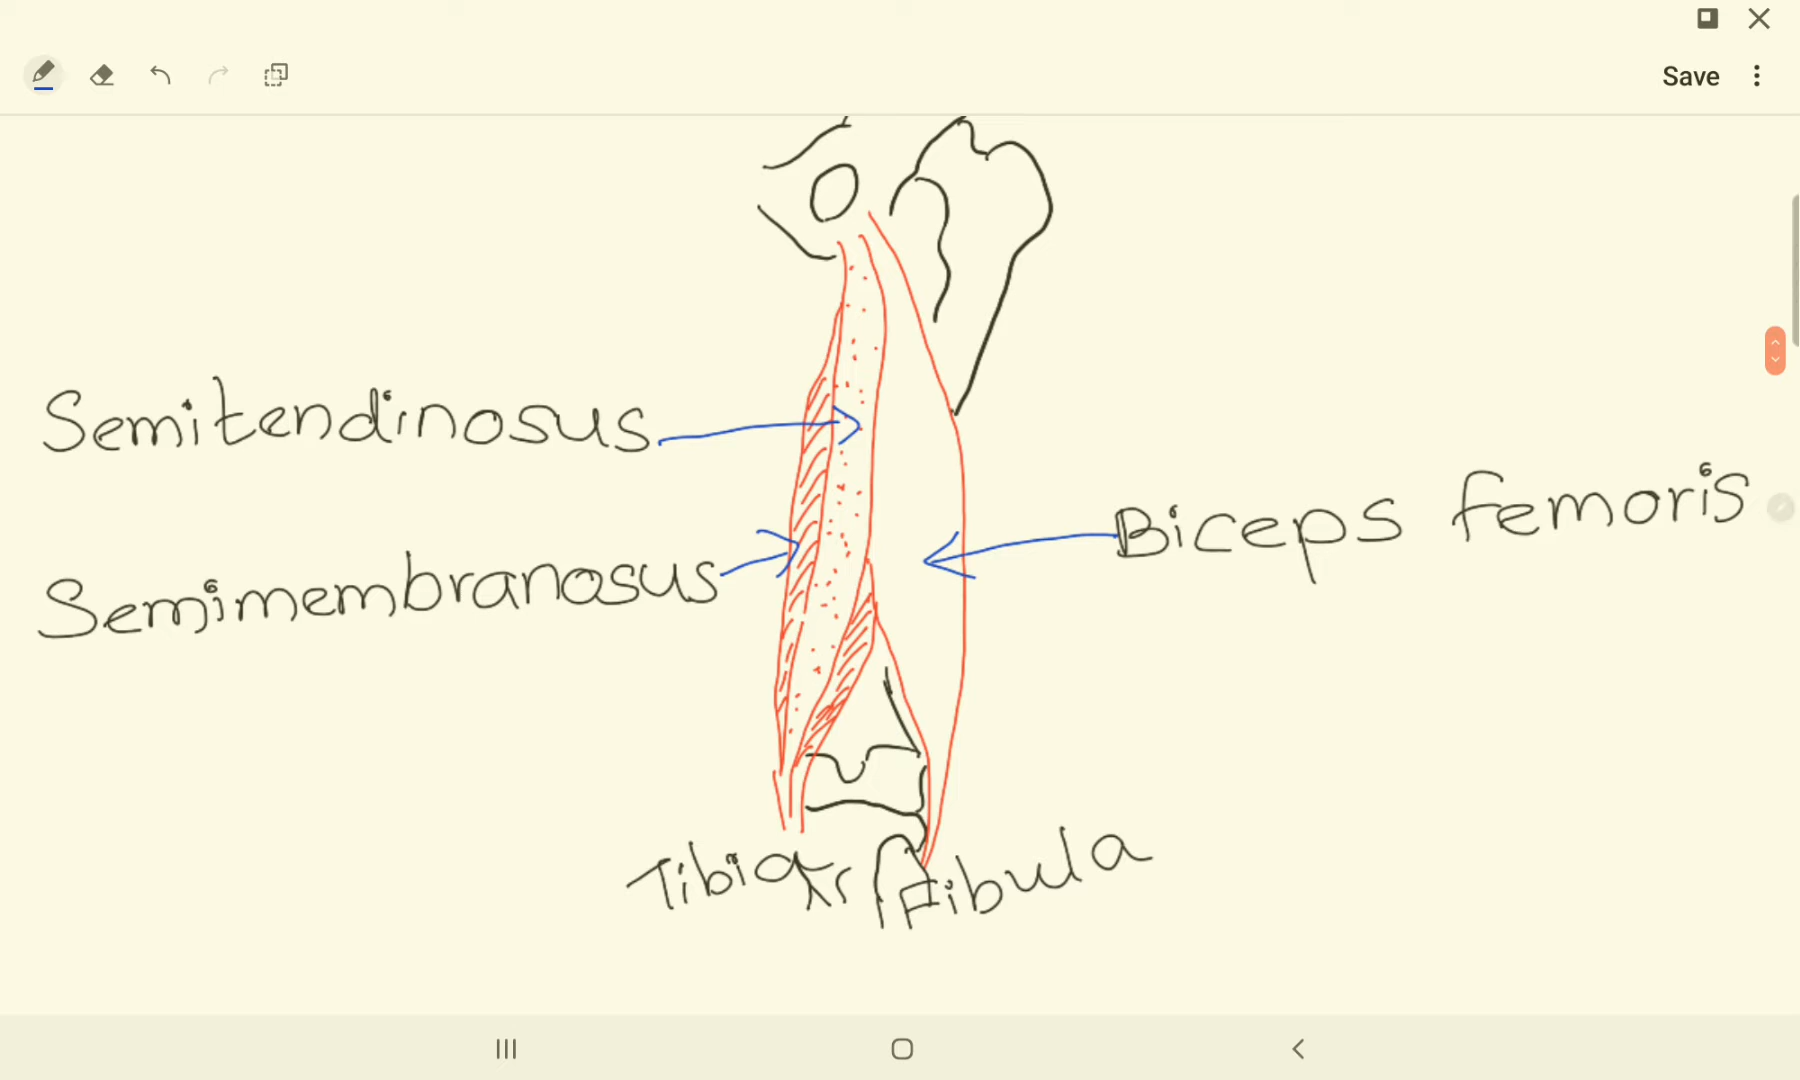 Save
Semitendinosus
Biceps femoris
Semimembranosus
Tibia
Fibula